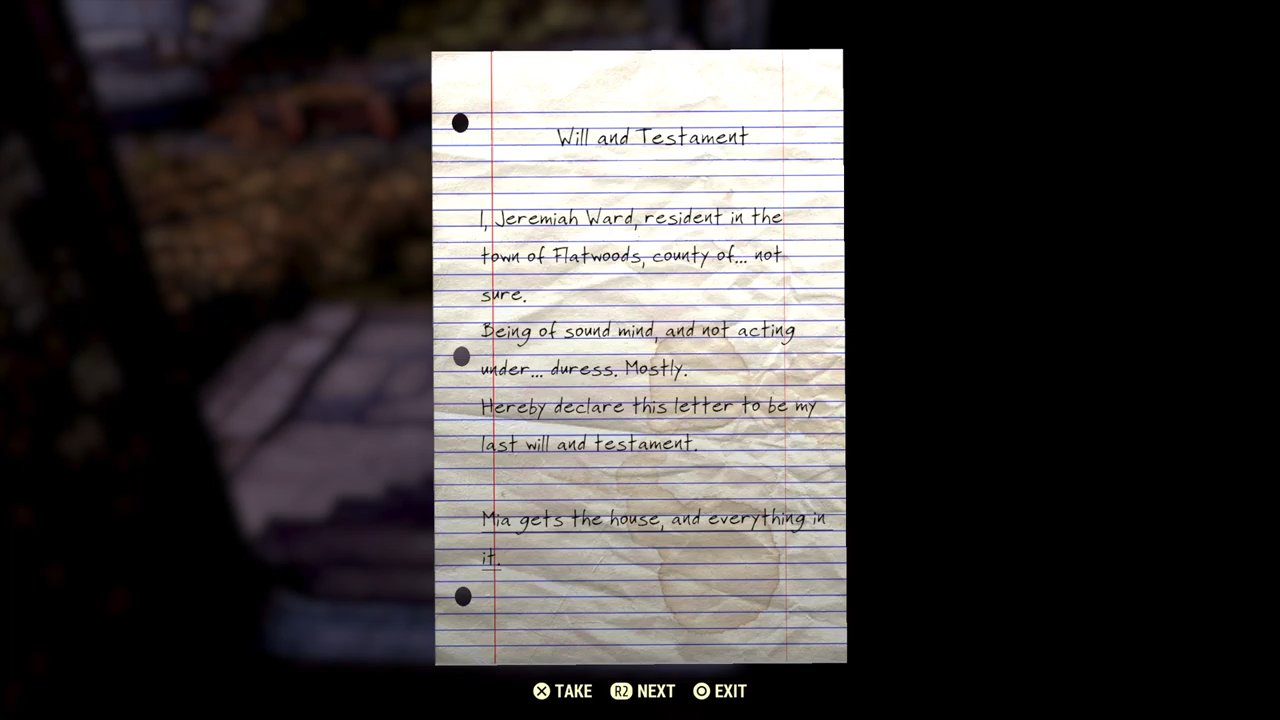 Will and Testament
I, Jeremiah Ward, resident in the
town of Flatwoods, county of... not
sure.
Being of sound mind, and not acting
under... duress. Mostly.
Hereby declare this letter to be my
last will and testament.
Mia gets the house, and everything in
it.
TAKE R2 NEXT EXIT